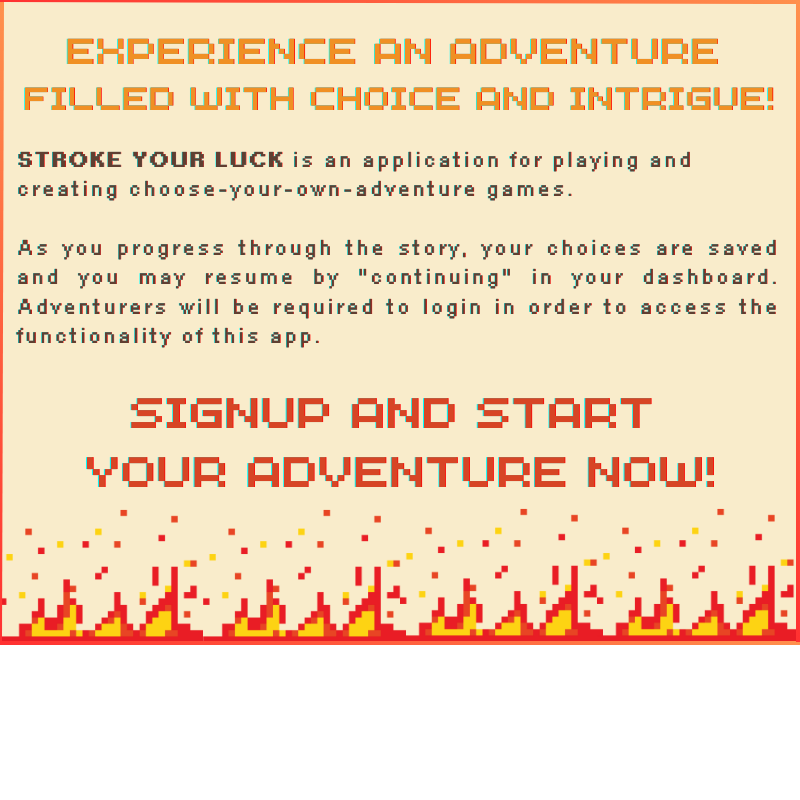 EXPERIENCE AN ADVENTURE
FILLED WITH CHOICE AND INTRIGUE!
STROKE YOUR LUCK is an application for playing and
creating choose-your-own-adventure games.
As you progress through the story, your choices are saved
and you may resume by "continuing" in your dashboard.
Adventurers will be required to login in order to access the
functionality of this app.
SIGNUP AND START
YOUR ADVENTURE NOW!